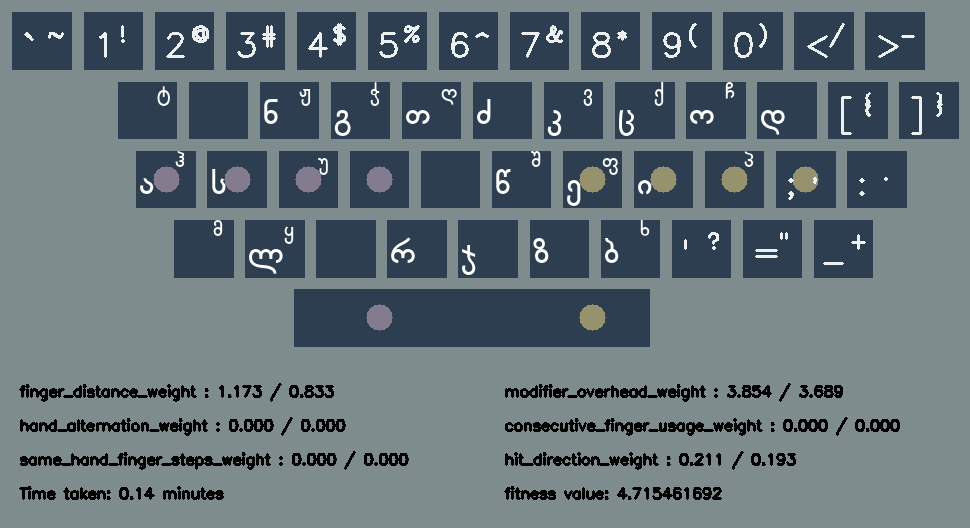 ` ~ 1 ! 2 @ 3 # 4 $ 5 % 6 ^ 7 & 8 * 9 ( 0 ) < / > -
ტ ნ ჟ გ ჭ თ ღ ძ კ ვ ც ქ ო ჩ დ [ { ] }
ა ჰ ს უ წ შ ე ფ ი პ ; : .
მ ლ ყ რ ჯ ზ ბ ხ ' ? = " _ +
finger_distance_weight : 1.173 / 0.833
modifier_overhead_weight : 3.854 / 3.689
hand_alternation_weight : 0.000 / 0.000
consecutive_finger_usage_weight : 0.000 / 0.000
same_hand_finger_steps_weight : 0.000 / 0.000
hit_direction_weight : 0.211 / 0.193
Time taken: 0.14 minutes
fitness value: 4.715461692